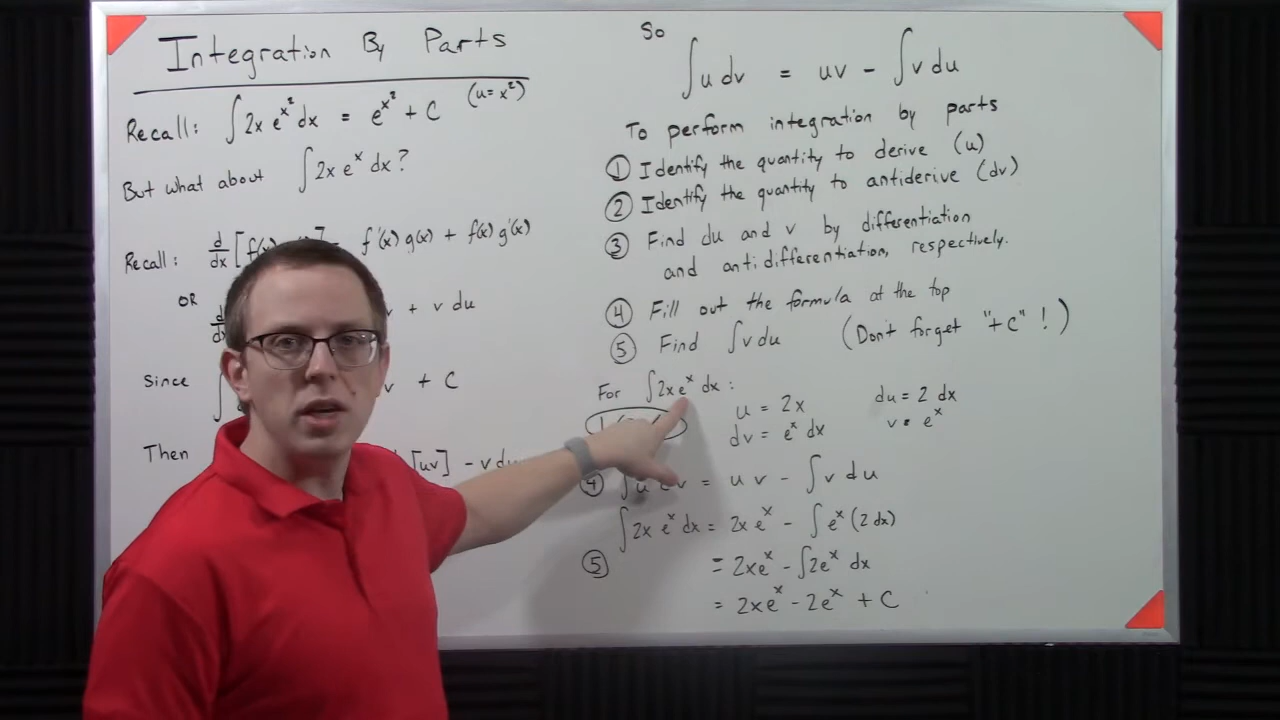 Integration By Parts
Recall: ∫2x e^(x²) dx = e^(x²) + C (u = x²)
But what about ∫2x e^x dx?
Recall: d/dx [f(x) f'(x) g(x) + f(x) g'(x)
OR d/dx v + v du
Since ∫ v + C
Then [uv] - v du
So
∫u dv = uv - ∫v du
To perform integration by parts
① Identify the quantity to derive (u)
② Identify the quantity to antiderive (dv)
③ Find du and v by differentiation
and antidifferentiation, respectively.
④ Fill out the formula at the top
⑤ Find ∫v du (Don't forget "+C"!)
For ∫2x e^x dx:
u = 2x du = 2 dx
dv = e^x dx v = e^x
④ ∫u dv = u v - ∫v du
∫2x e^x dx = 2x e^x - ∫e^x (2 dx)
⑤ = 2xe^x - ∫2e^x dx
= 2xe^x - 2e^x + C